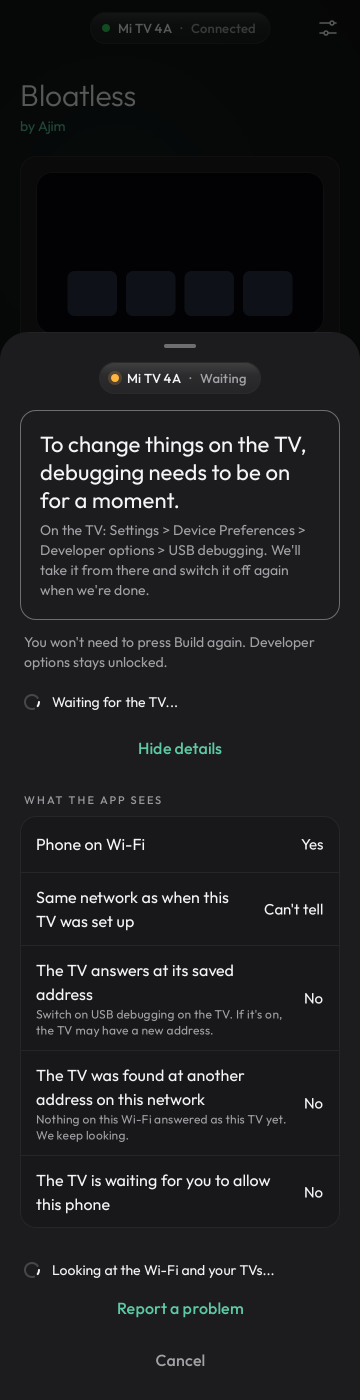 Mi TV 4A · Connected
Bloatless
by Ajim
Mi TV 4A · Waiting
To change things on the TV,
debugging needs to be on
for a moment.
On the TV: Settings > Device Preferences >
Developer options > USB debugging. We'll
take it from there and switch it off again
when we're done.
You won't need to press Build again. Developer
options stays unlocked.
Waiting for the TV...
Hide details
WHAT THE APP SEES
Phone on Wi-Fi
Yes
Same network as when this
TV was set up
Can't tell
The TV answers at its saved
address
Switch on USB debugging on the TV. If it's on,
the TV may have a new address.
No
The TV was found at another
address on this network
Nothing on this Wi-Fi answered as this TV yet.
We keep looking.
No
The TV is waiting for you to allow
this phone
No
Looking at the Wi-Fi and your TVs...
Report a problem
Cancel